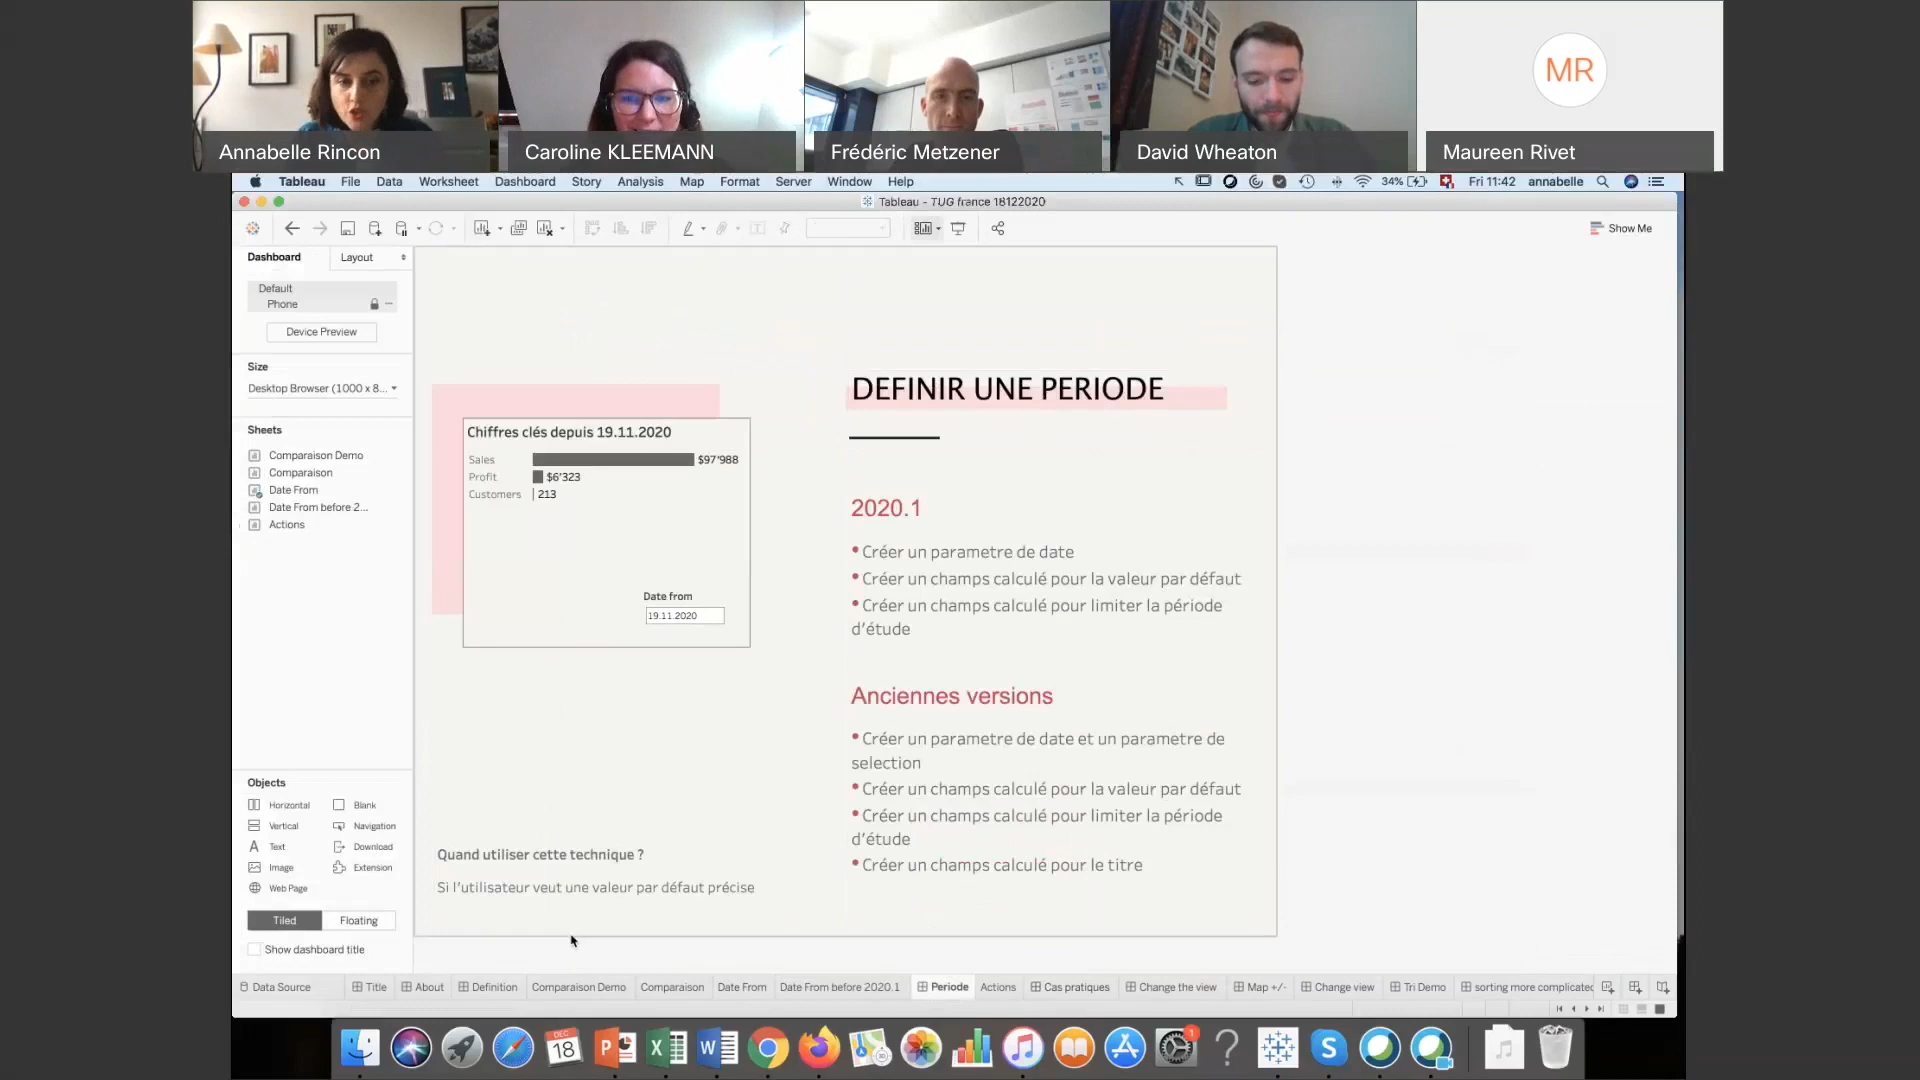 MR
Annabelle Rincon
Caroline KLEEMANN
Frédéric Metzener
David Wheaton
Maureen Rivet
Tableau File Data Worksheet Dashboard Story Analysis Map Format Server Window Help 34% Fri 11:42 annabelle
Tableau - TUG france 18122020
Show Me
Dashboard Layout
Default
Phone
Device Preview
Size
Desktop Browser (1000 x 8...
Sheets
Comparaison Demo
Comparaison
Date From
Date From before 2...
Actions
Objects
Horizontal Blank
Vertical Navigation
Text Download
Image Extension
Web Page
Tiled Floating
Show dashboard title
Chiffres clés depuis 19.11.2020
Sales $97'988
Profit $6'323
Customers 213
Date from
19.11.2020
Quand utiliser cette technique ?
Si l'utilisateur veut une valeur par défaut précise
DEFINIR UNE PERIODE
2020.1
• Créer un parametre de date
• Créer un champs calculé pour la valeur par défaut
• Créer un champs calculé pour limiter la période
d'étude
Anciennes versions
• Créer un parametre de date et un parametre de
selection
• Créer un champs calculé pour la valeur par défaut
• Créer un champs calculé pour limiter la période
d'étude
• Créer un champs calculé pour le titre
Data Source Title About Definition Comparaison Demo Comparaison Date From Date From before 2020.1 Periode Actions Cas pratiques Change the view Map +/- Change view Tri Demo sorting more complicated
DEC
18
P
X
W
A
S
1